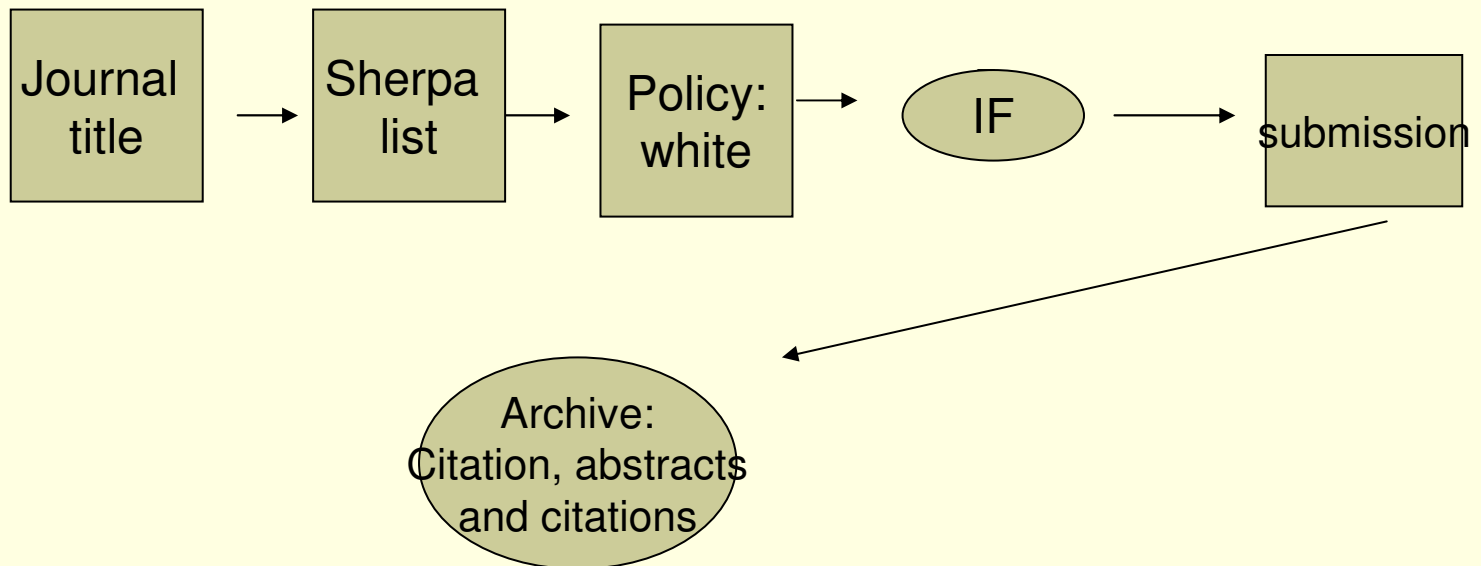 Journal
title
Sherpa
list
Policy:
white
IF
submission
Archive:
Citation, abstracts
and citations